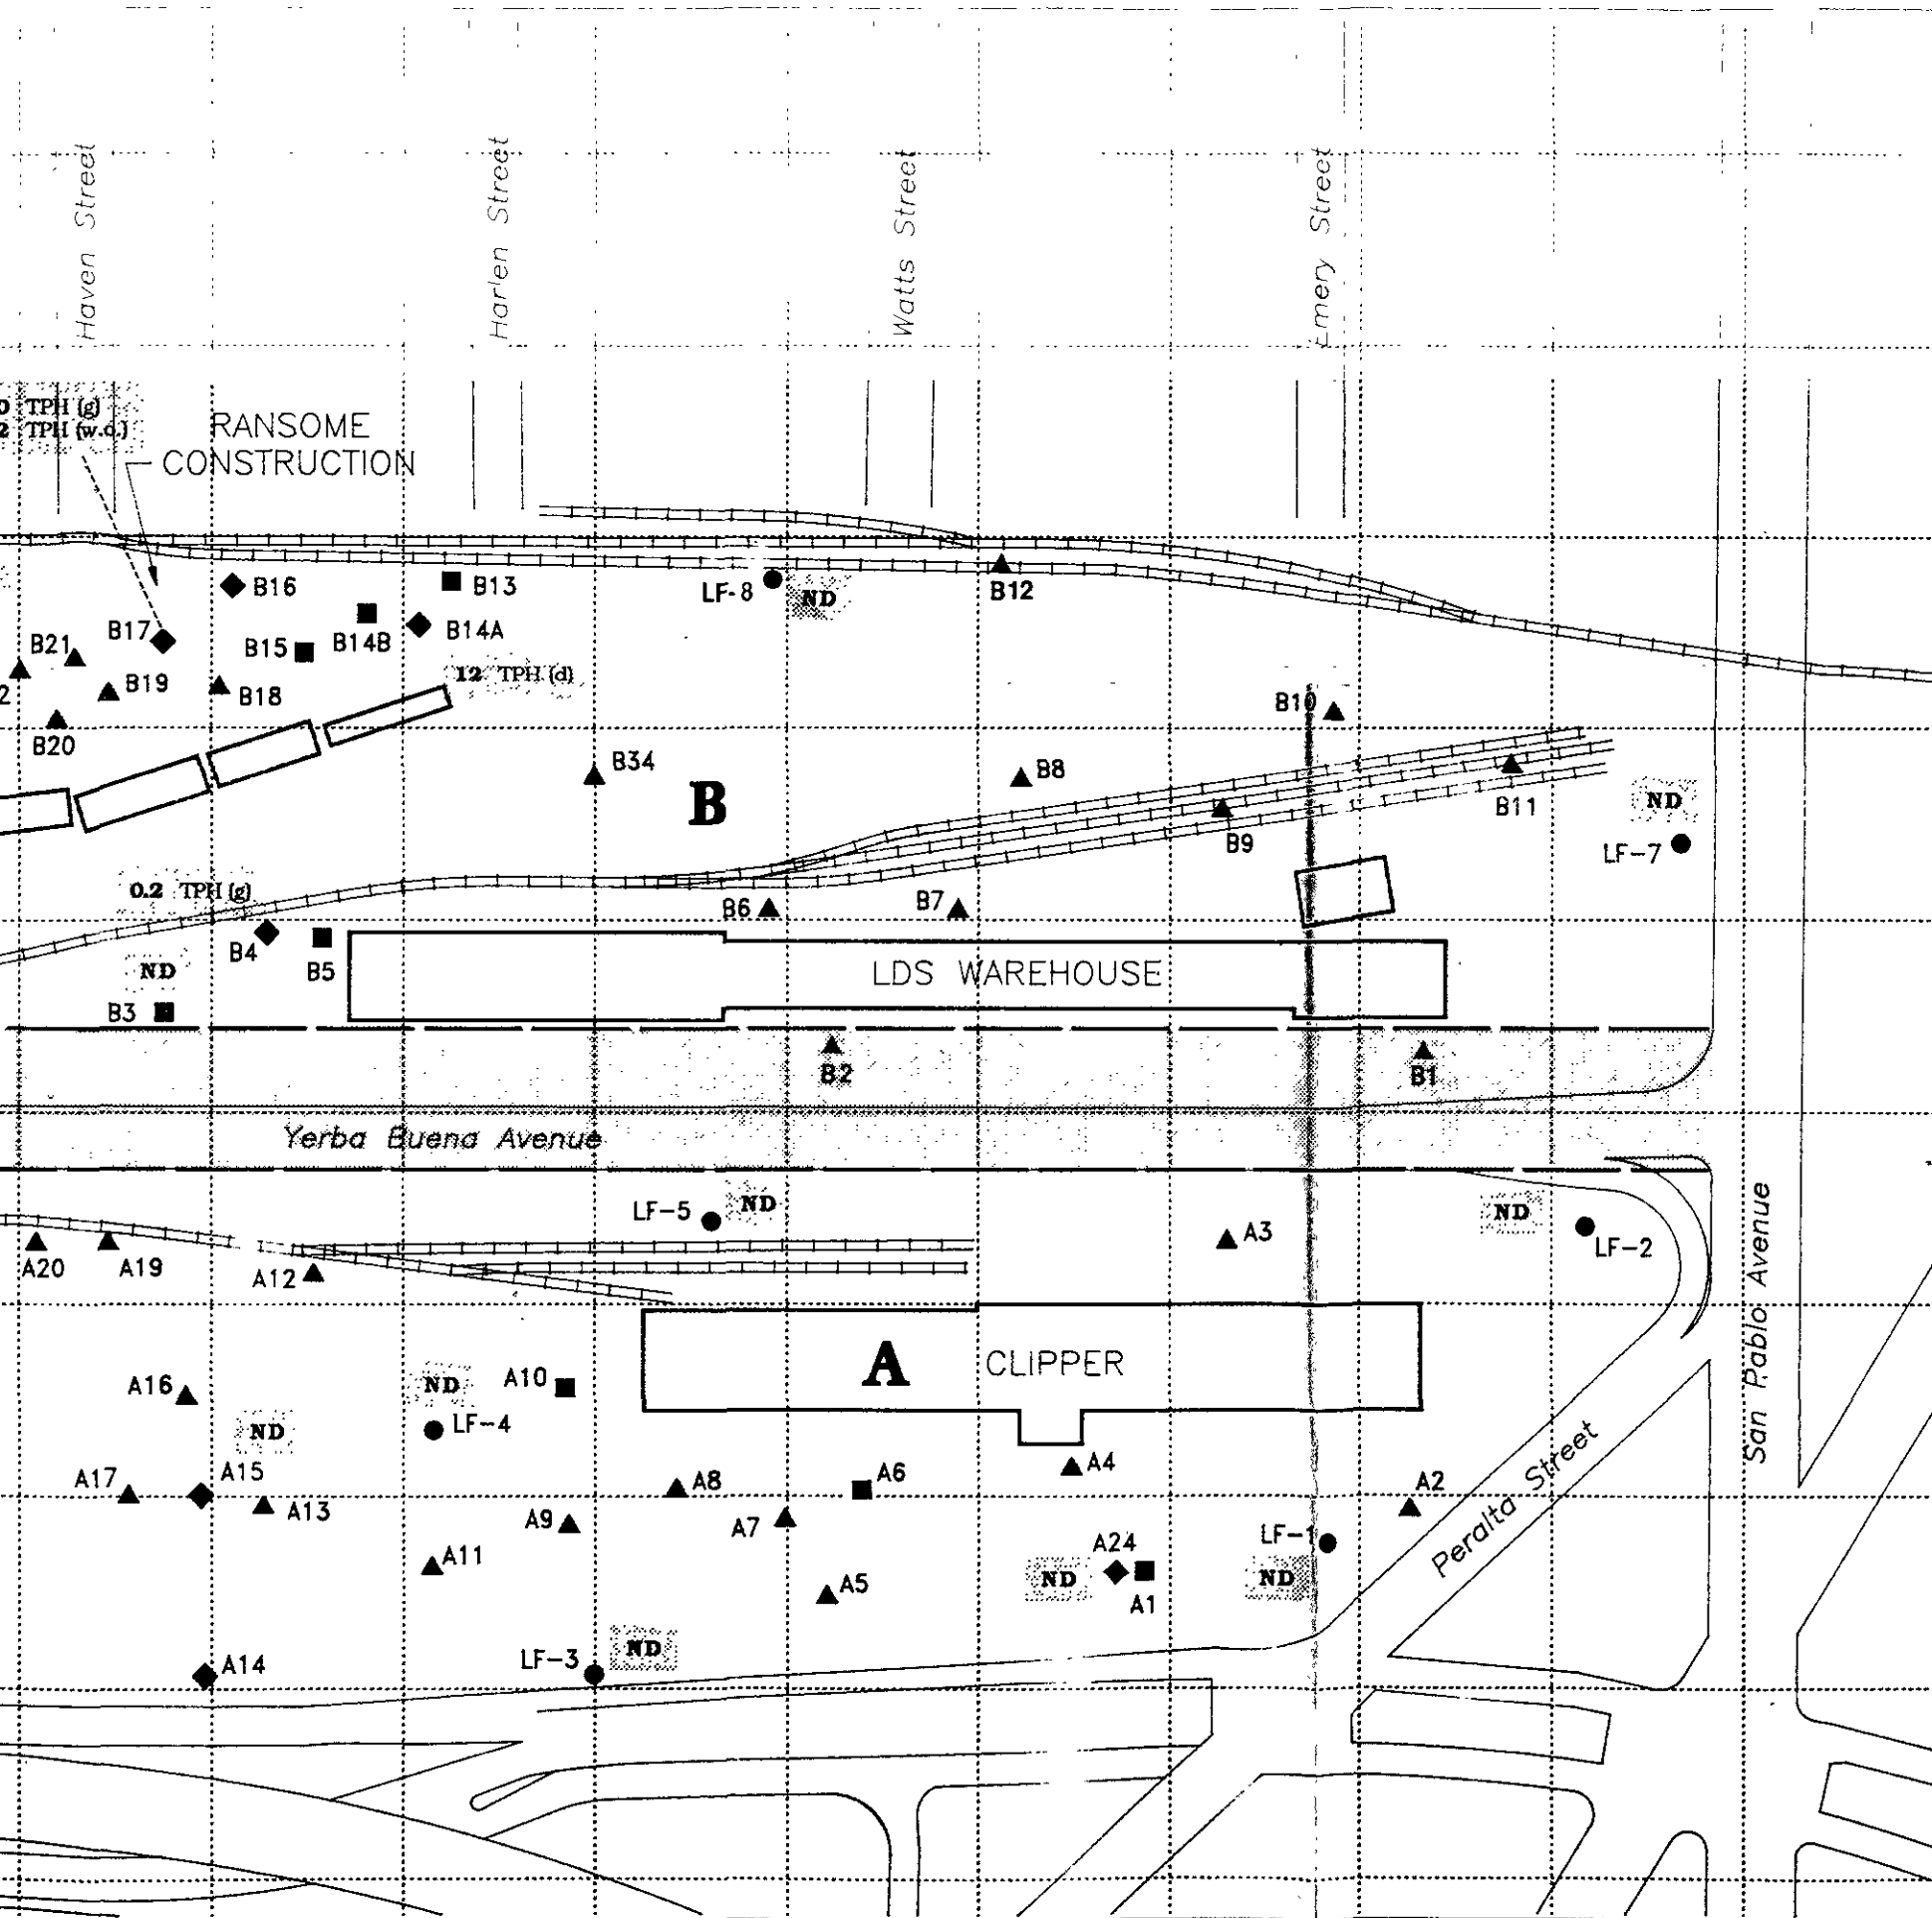 Haven Street
Harlen Street
Watts Street
Emery Street
TPH (g)
TPH (w.o.)
RANSOME
CONSTRUCTION
B16
B13
LF-8
ND
B12
B17
B14B
B14A
B21
B15
12 TPH (d)
B19
B18
B10
B20
B34
B
B8
B11
ND
B9
LF-7
0.2 TPH (g)
B6
B7
B4
B5
ND
LDS WAREHOUSE
B3
B2
B1
Yerba Buena Avenue
LF-5
ND
A3
ND
LF-2
A20
A19
A12
San Pablo Avenue
A
CLIPPER
A16
ND
A10
LF-4
ND
A17
A15
A13
A8
A6
A4
A2
A9
A7
A11
Peralta Street
LF-1
A24
ND
ND
A5
A1
LF-3
ND
A14